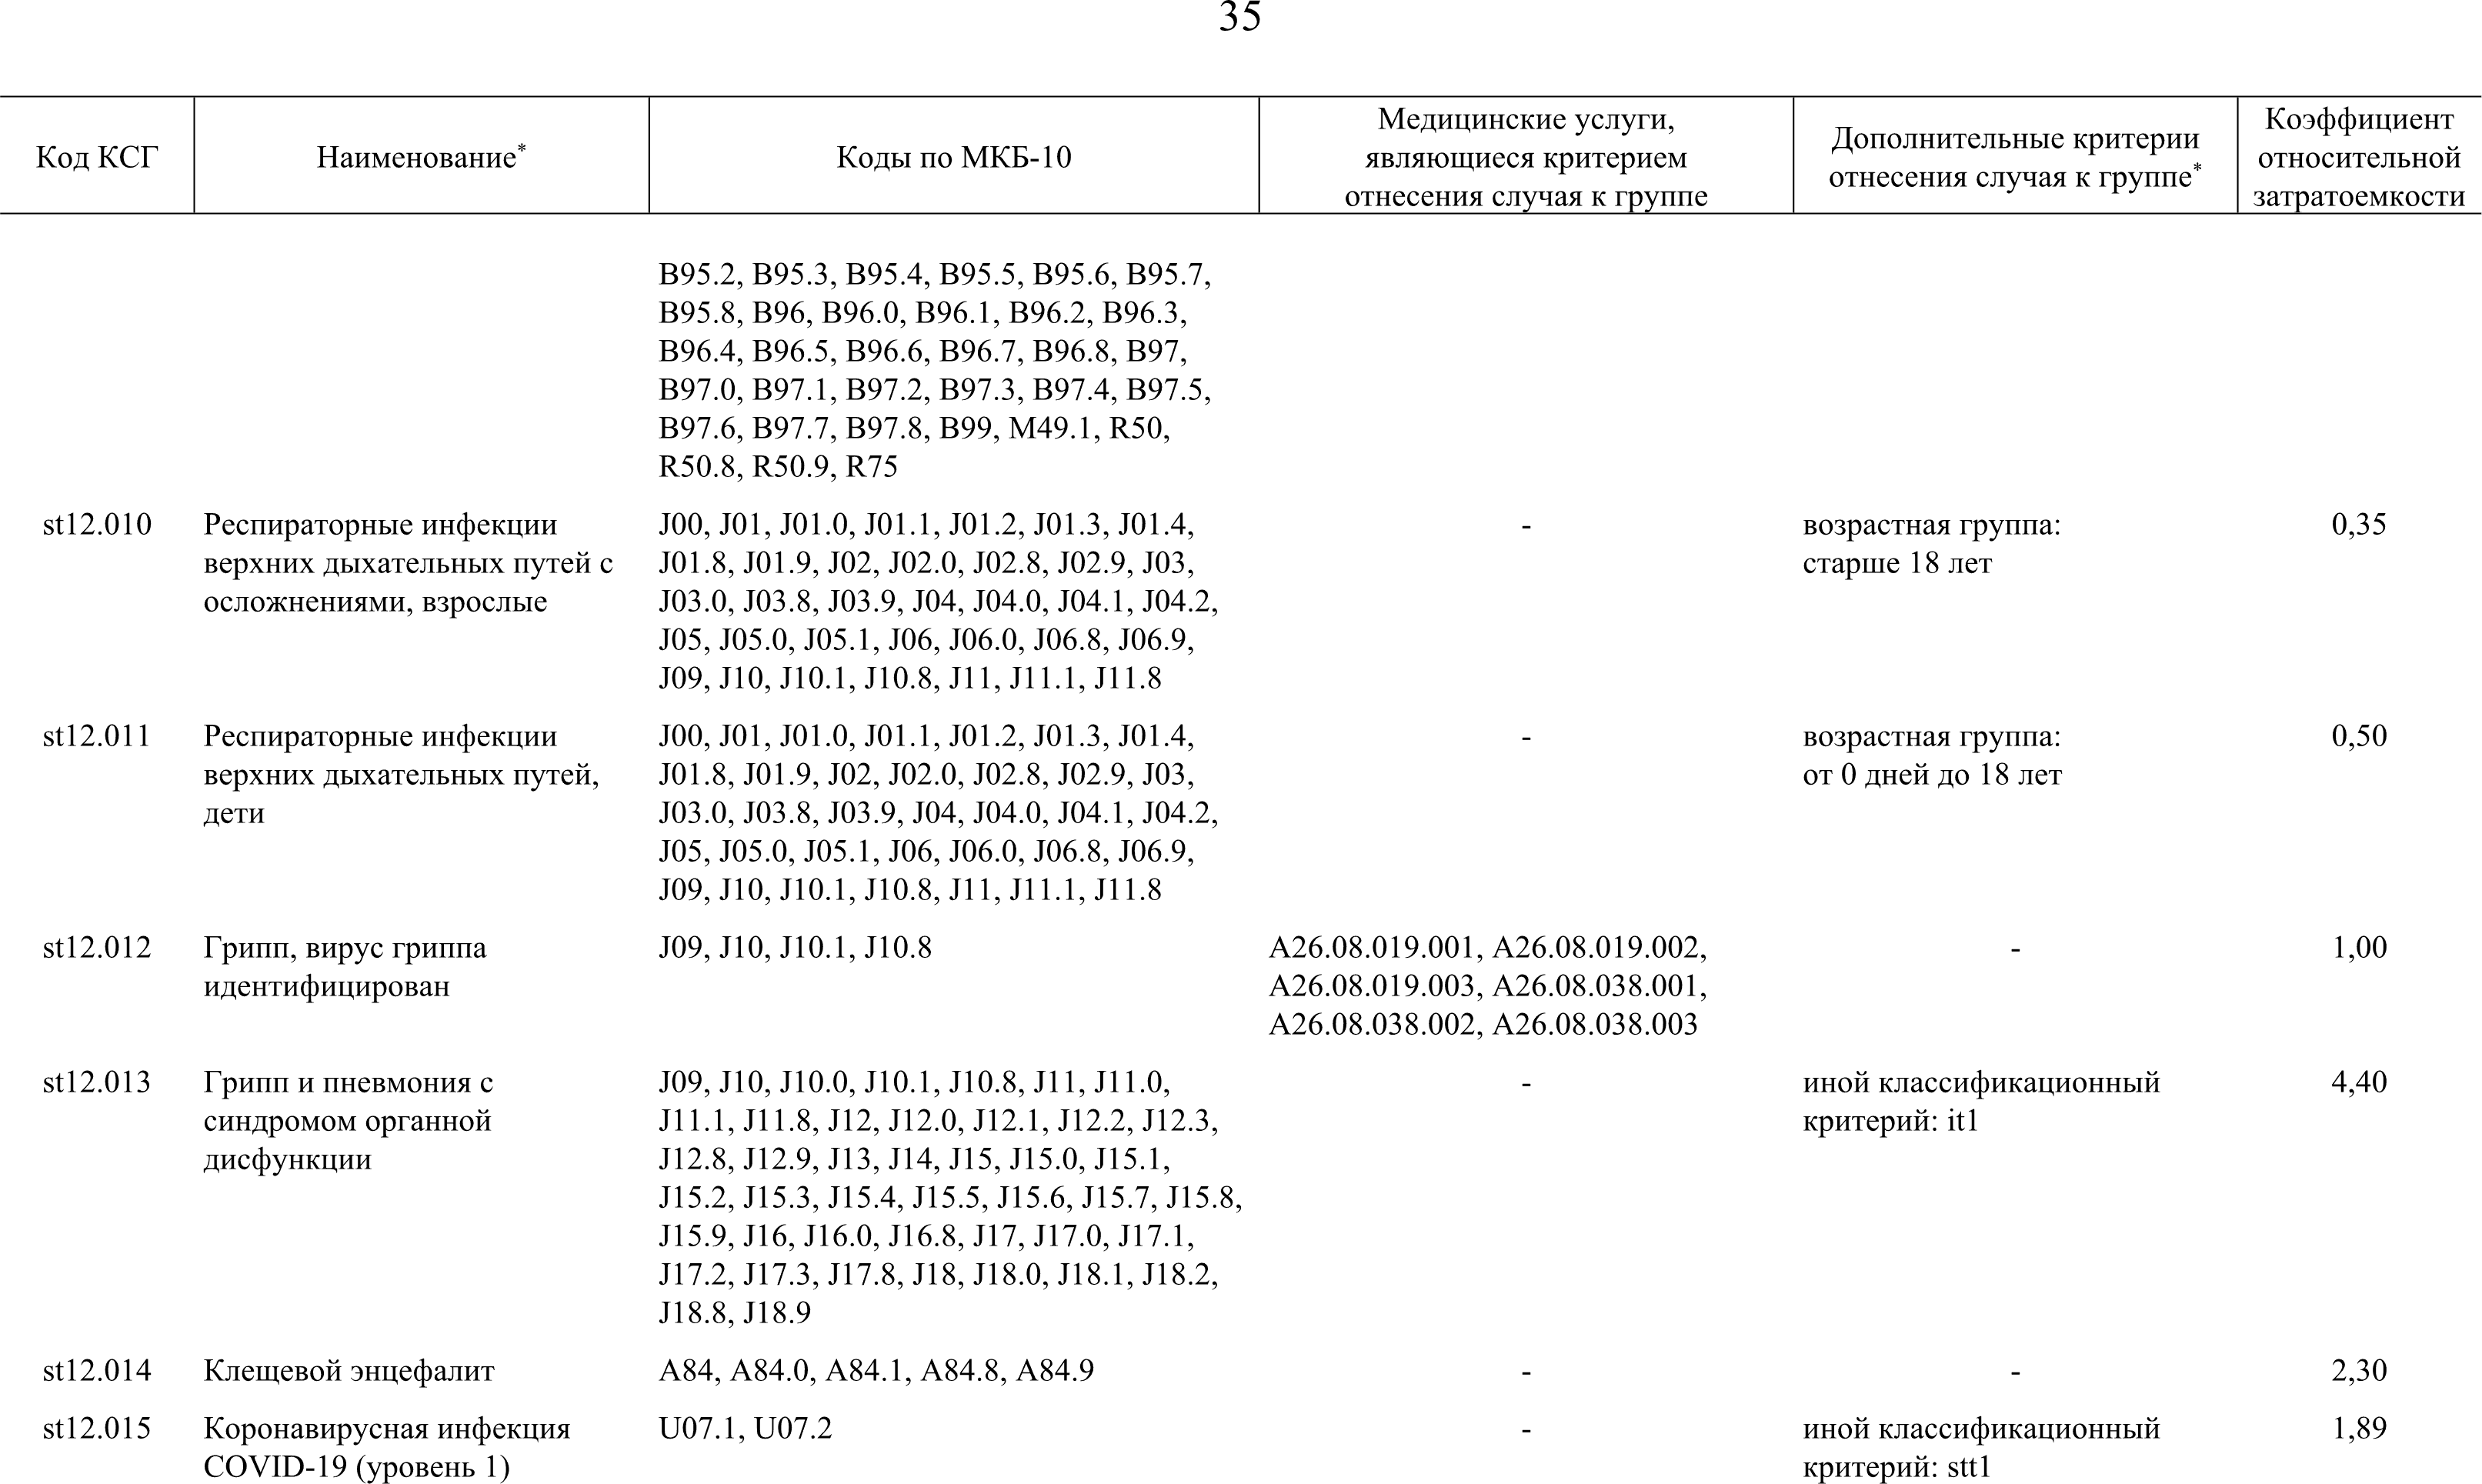 35
Код КСГ
Наименование*
Коды по МКБ-10
Медицинские услуги,
являющиеся критерием
отнесения случая к группе
Дополнительные критерии
отнесения случая к группе*
Коэффициент
относительной
затратоемкости
B95.2, B95.3, B95.4, B95.5, B95.6, B95.7,
B95.8, B96, B96.0, B96.1, B96.2, B96.3,
B96.4, B96.5, B96.6, B96.7, B96.8, B97,
B97.0, B97.1, B97.2, B97.3, B97.4, B97.5,
B97.6, B97.7, B97.8, B99, M49.1, R50,
R50.8, R50.9, R75
st12.010
Респираторные инфекции
верхних дыхательных путей с
осложнениями, взрослые
J00, J01, J01.0, J01.1, J01.2, J01.3, J01.4,
J01.8, J01.9, J02, J02.0, J02.8, J02.9, J03,
J03.0, J03.8, J03.9, J04, J04.0, J04.1, J04.2,
J05, J05.0, J05.1, J06, J06.0, J06.8, J06.9,
J09, J10, J10.1, J10.8, J11, J11.1, J11.8
-
возрастная группа:
старше 18 лет
0,35
st12.011
Респираторные инфекции
верхних дыхательных путей,
дети
J00, J01, J01.0, J01.1, J01.2, J01.3, J01.4,
J01.8, J01.9, J02, J02.0, J02.8, J02.9, J03,
J03.0, J03.8, J03.9, J04, J04.0, J04.1, J04.2,
J05, J05.0, J05.1, J06, J06.0, J06.8, J06.9,
J09, J10, J10.1, J10.8, J11, J11.1, J11.8
-
возрастная группа:
от 0 дней до 18 лет
0,50
st12.012
Грипп, вирус гриппа
идентифицирован
J09, J10, J10.1, J10.8
A26.08.019.001, A26.08.019.002,
A26.08.019.003, A26.08.038.001,
A26.08.038.002, A26.08.038.003
-
1,00
st12.013
Грипп и пневмония с
синдромом органной
дисфункции
J09, J10, J10.0, J10.1, J10.8, J11, J11.0,
J11.1, J11.8, J12, J12.0, J12.1, J12.2, J12.3,
J12.8, J12.9, J13, J14, J15, J15.0, J15.1,
J15.2, J15.3, J15.4, J15.5, J15.6, J15.7, J15.8,
J15.9, J16, J16.0, J16.8, J17, J17.0, J17.1,
J17.2, J17.3, J17.8, J18, J18.0, J18.1, J18.2,
J18.8, J18.9
-
иной классификационный
критерий: it1
4,40
st12.014
Клещевой энцефалит
A84, A84.0, A84.1, A84.8, A84.9
-
-
2,30
st12.015
Коронавирусная инфекция
COVID-19 (уровень 1)
U07.1, U07.2
-
иной классификационный
критерий: stt1
1,89